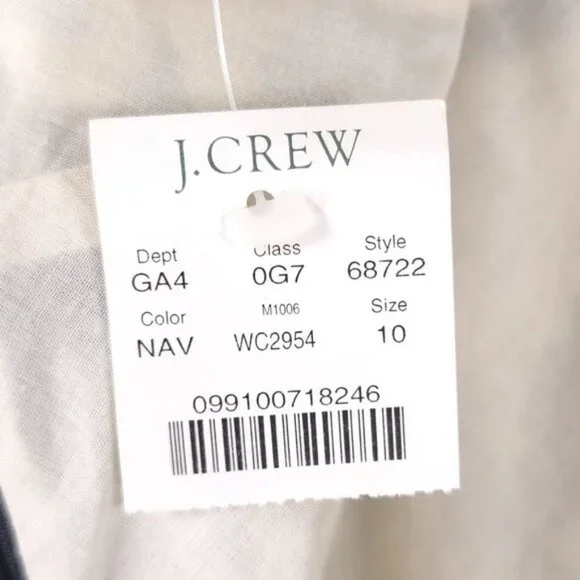 J.CREW
Dept Class Style
GA4 0G7 68722
Color M1006 Size
NAV WC2954 10
099100718246